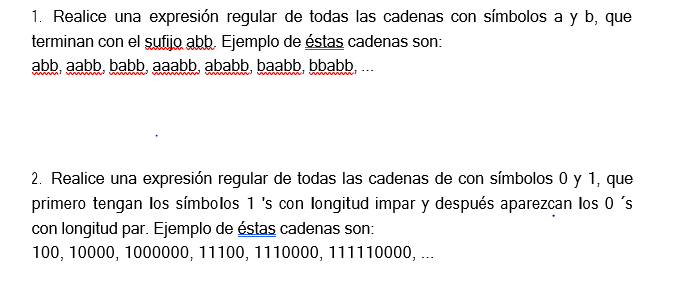 1. Realice una expresión regular de todas las cadenas con símbolos a y b, que
terminan con el sufijo abb. Ejemplo de éstas cadenas son:
abb, aabb, babb, aaabb, ababb, baabb, bbabb, ...
2. Realice una expresión regular de todas las cadenas de con símbolos 0 y 1, que
primero tengan los símbolos 1 's con longitud impar y después aparezcan los 0 ´s
con longitud par. Ejemplo de éstas cadenas son:
100, 10000, 1000000, 11100, 1110000, 111110000, ...